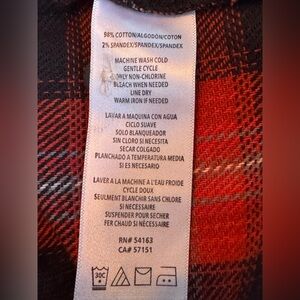 98% COTTON/ALGODON/COTON
2% SPANDEX/SPANDEX/SPANDEX
MACHINE WASH COLD
GENTLE CYCLE
ONLY NON-CHLORINE
BLEACH WHEN NEEDED
LINE DRY
WARM IRON IF NEEDED
LAVAR A MAQUINA CON AGUA
CICLO SUAVE
SOLO BLANQUEADOR
SIN CLORO SI NECESITA
SECAR COLGADO
PLANCHADO A TEMPERATURA MEDIA
SI ES NECESARIO
LAVER A LA MACHINE A L'EAU FROIDE
CYCLE DOUX
SEULMENT BLANCHIR SANS CHLORE
SI NECESSAIRE
SUSPENDER POUR SECHER
PER CHAUD SI NÉCESSAIRE
RN# 54163
CA# 57151
30C